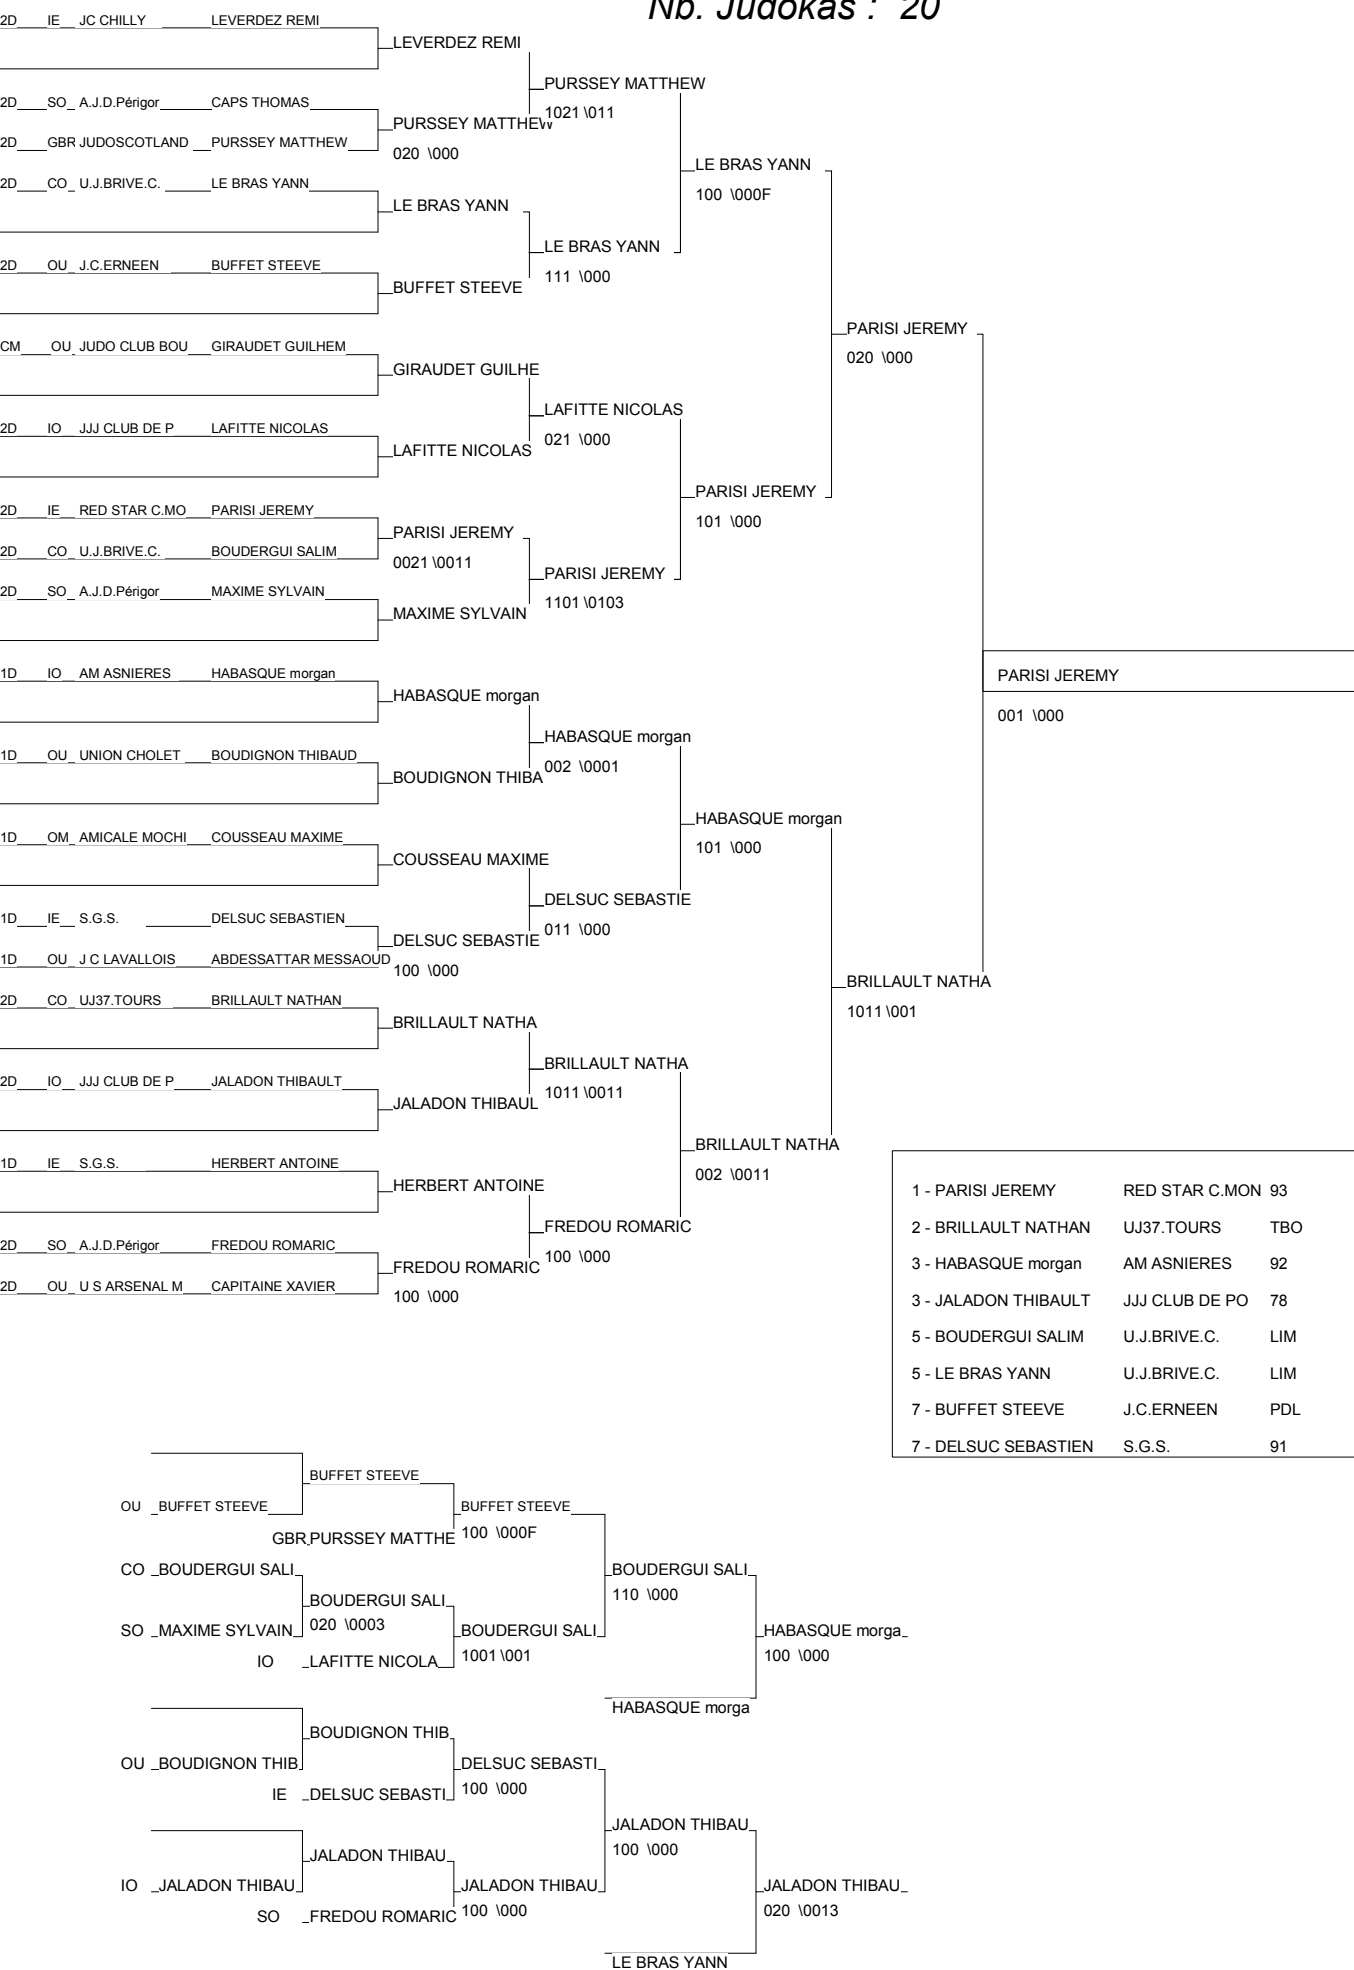 Nb. Judokas : 20
2D IE JC CHILLY LEVERDEZ REMI
LEVERDEZ REMI
PURSSEY MATTHEW
1021 \011
2D SO A.J.D.Périgor CAPS THOMAS
PURSSEY MATTHEW
020 \000
2D GBR JUDOSCOTLAND PURSSEY MATTHEW
LE BRAS YANN
100 \000F
2D CO U.J.BRIVE.C. LE BRAS YANN
LE BRAS YANN
LE BRAS YANN
111 \000
2D OU J.C.ERNEEN BUFFET STEEVE
BUFFET STEEVE
PARISI JEREMY
020 \000
CM OU JUDO CLUB BOU GIRAUDET GUILHEM
GIRAUDET GUILHE
LAFITTE NICOLAS
021 \000
2D IO JJJ CLUB DE P LAFITTE NICOLAS
LAFITTE NICOLAS
PARISI JEREMY
101 \000
2D IE RED STAR C.MO PARISI JEREMY
PARISI JEREMY
0021 \0011
2D CO U.J.BRIVE.C. BOUDERGUI SALIM
PARISI JEREMY
1101 \0103
2D SO A.J.D.Périgor MAXIME SYLVAIN
MAXIME SYLVAIN
PARISI JEREMY
001 \000
1D IO AM ASNIERES HABASQUE morgan
HABASQUE morgan
HABASQUE morgan
002 \0001
1D OU UNION CHOLET BOUDIGNON THIBAUD
BOUDIGNON THIBA
HABASQUE morgan
101 \000
1D OM AMICALE MOCHI COUSSEAU MAXIME
COUSSEAU MAXIME
DELSUC SEBASTIE
011 \000
1D IE S.G.S. DELSUC SEBASTIEN
DELSUC SEBASTIE
100 \000
1D OU J C LAVALLOIS ABDESSATTAR MESSAOUD
BRILLAULT NATHA
1011 \001
2D CO UJ37.TOURS BRILLAULT NATHAN
BRILLAULT NATHA
BRILLAULT NATHA
1011 \0011
2D IO JJJ CLUB DE P JALADON THIBAULT
JALADON THIBAUL
BRILLAULT NATHA
002 \0011
1D IE S.G.S. HERBERT ANTOINE
HERBERT ANTOINE
FREDOU ROMARIC
100 \000
2D SO A.J.D.Périgor FREDOU ROMARIC
FREDOU ROMARIC
100 \000
2D OU U S ARSENAL M CAPITAINE XAVIER
1 - PARISI JEREMY RED STAR C.MON 93
2 - BRILLAULT NATHAN UJ37.TOURS TBO
3 - HABASQUE morgan AM ASNIERES 92
3 - JALADON THIBAULT JJJ CLUB DE PO 78
5 - BOUDERGUI SALIM U.J.BRIVE.C. LIM
5 - LE BRAS YANN U.J.BRIVE.C. LIM
7 - BUFFET STEEVE J.C.ERNEEN PDL
7 - DELSUC SEBASTIEN S.G.S. 91
BUFFET STEEVE
OU BUFFET STEEVE
BUFFET STEEVE
100 \000F
GBR PURSSEY MATTHE
CO BOUDERGUI SALI
BOUDERGUI SALI
110 \000
BOUDERGUI SALI
020 \0003
SO MAXIME SYLVAIN
BOUDERGUI SALI
1001 \001
HABASQUE morga
100 \000
IO LAFITTE NICOLA
HABASQUE morga
BOUDIGNON THIB
OU BOUDIGNON THIB
DELSUC SEBASTI
100 \000
IE DELSUC SEBASTI
JALADON THIBAU
100 \000
JALADON THIBAU
IO JALADON THIBAU
JALADON THIBAU
100 \000
JALADON THIBAU
020 \0013
SO FREDOU ROMARIC
LE BRAS YANN